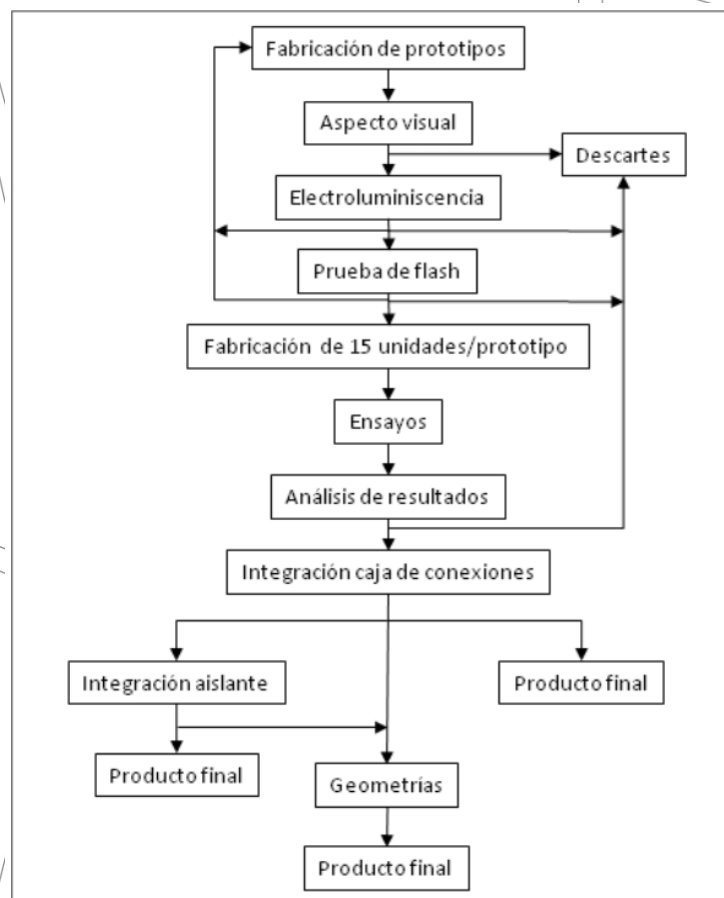 Fabricación de prototipos
Aspecto visual
Descartes
Electroluminiscencia
Prueba de flash
Fabricación de 15 unidades/prototipo
Ensayos
Análisis de resultados
Integración caja de conexiones
Integración aislante
Producto final
Producto final
Geometrías
Producto final